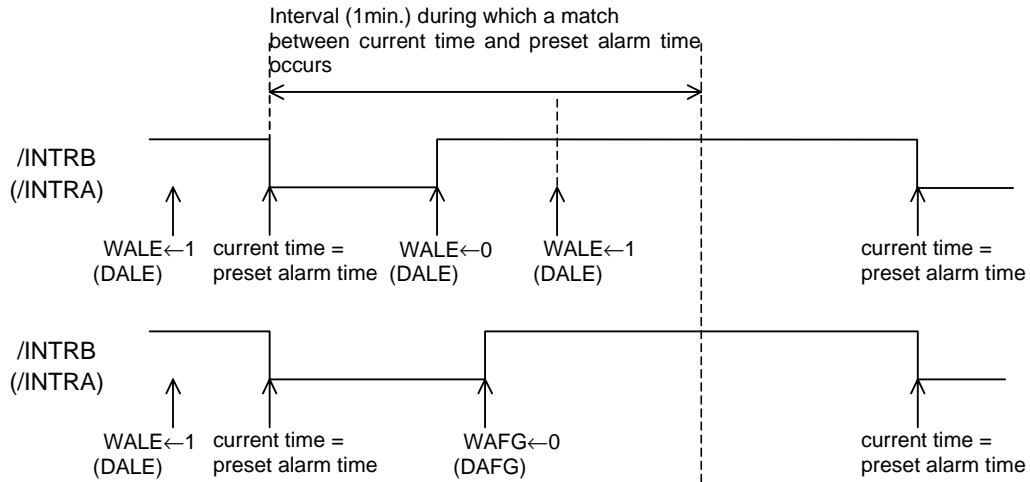 Interval (1min.) during which a match
between current time and preset alarm time
occurs
/INTRB
(/INTRA)
WALE←1
(DALE)
current time =
preset alarm time
WALE←0
(DALE)
WALE←1
(DALE)
current time =
preset alarm time
/INTRB
(/INTRA)
WALE←1
(DALE)
current time =
preset alarm time
WAFG←0
(DAFG)
current time =
preset alarm time